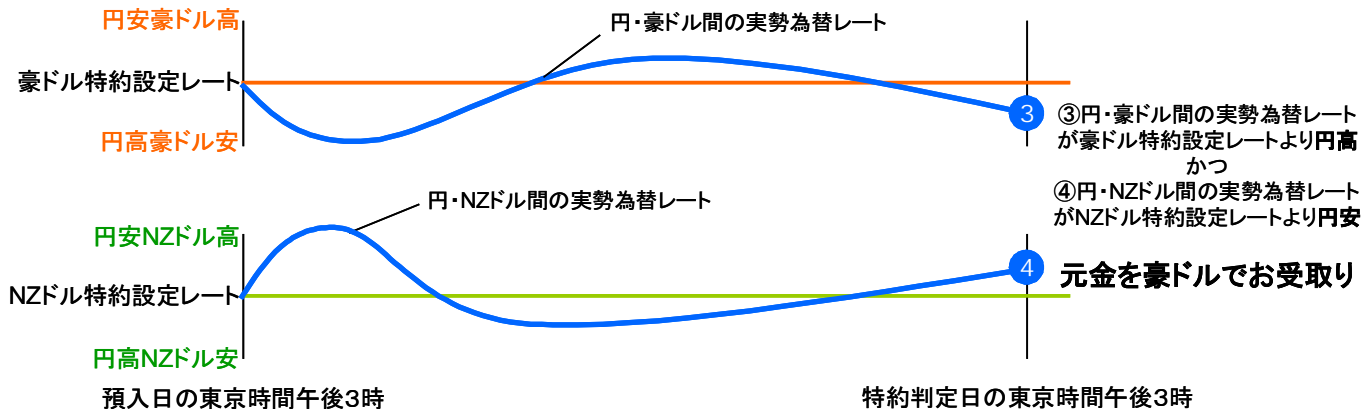 円安豪ドル高
円・豪ドル間の実勢為替レート
豪ドル特約設定レート
円高豪ドル安
3
③円・豪ドル間の実勢為替レート
が豪ドル特約設定レートより円高
かつ
④円・NZドル間の実勢為替レート
がNZドル特約設定レートより円安
円・NZドル間の実勢為替レート
円安NZドル高
4
元金を豪ドルでお受取り
NZドル特約設定レート
円高NZドル安
預入日の東京時間午後3時
特約判定日の東京時間午後3時